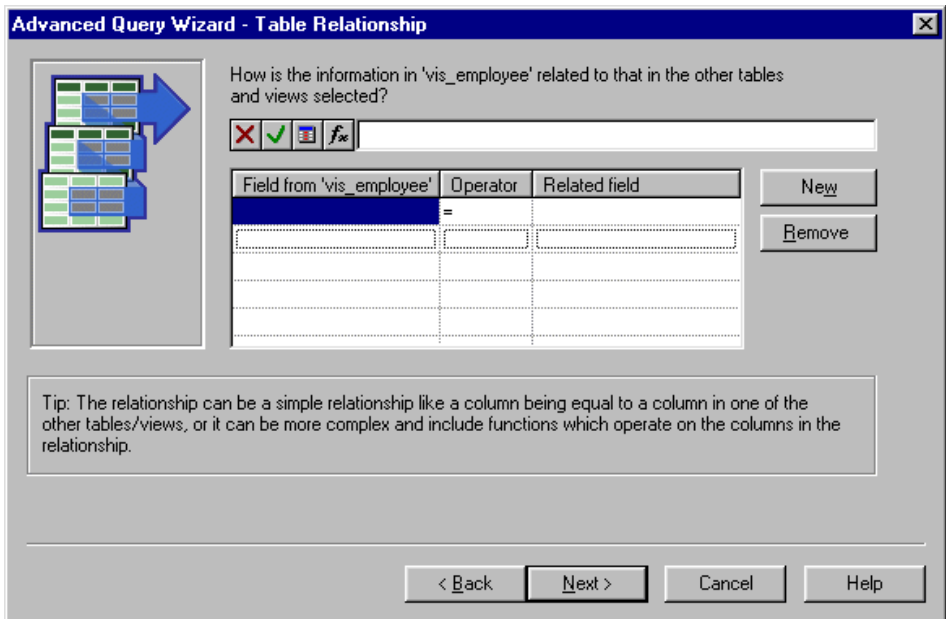 Advanced Query Wizard - Table Relationship
How is the information in 'vis_employee' related to that in the other tables
and views selected?
fx
Field from 'vis_employee' Operator Related field
=
New
Remove
Tip: The relationship can be a simple relationship like a column being equal to a column in one of the
other tables/views, or it can be more complex and include functions which operate on the columns in the
relationship.
< Back Next > Cancel Help